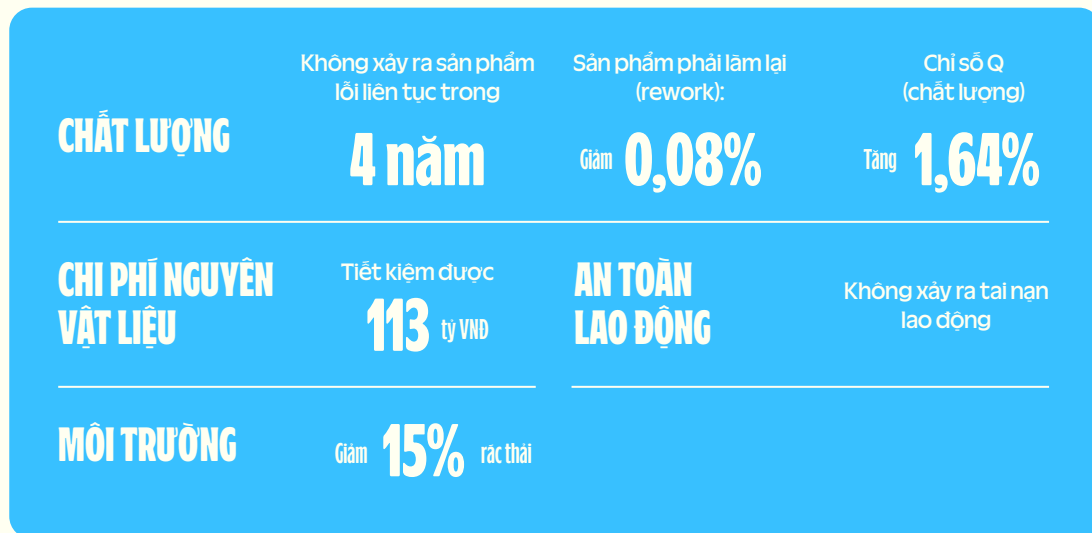 CHẤT LƯỢNG
Không xảy ra sản phẩm
lỗi liên tục trong
4 năm
Sản phẩm phải làm lại
(rework):
Giảm 0,08%
Chỉ số Q
(chất lượng)
Tăng 1,64%
CHI PHÍ NGUYÊN
VẬT LIỆU
Tiết kiệm được
113 tỷ VNĐ
AN TOÀN
LAO ĐỘNG
Không xảy ra tai nạn
lao động
MÔI TRƯỜNG
Giảm 15% rác thải